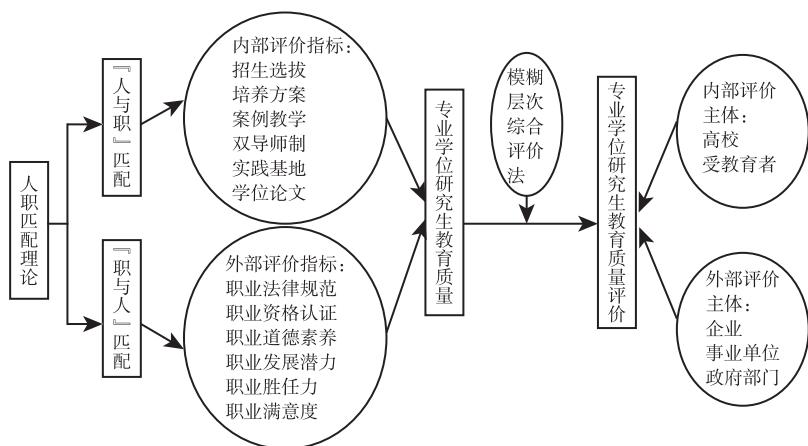 人职匹配理论
『人与职』匹配
『职与人』匹配
内部评价指标：
招生选拔
培养方案
案例教学
双导师制
实践基地
学位论文
外部评价指标：
职业法律规范
职业资格认证
职业道德素养
职业发展潜力
职业胜任力
职业满意度
专业学位研究生教育质量
模糊
层次
综合
评价
法
专业学位研究生教育质量评价
内部评价
主体：
高校
受教育者
外部评价
主体：
企业
事业单位
政府部门